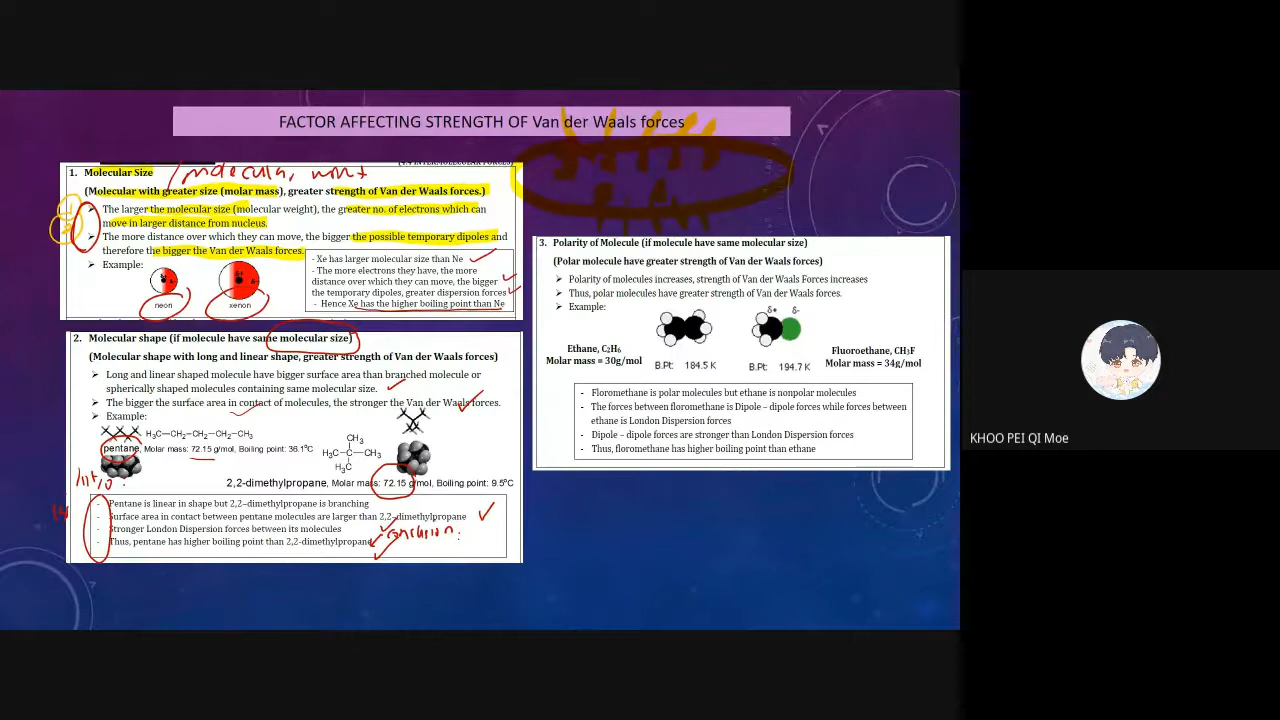 FACTOR AFFECTING STRENGTH OF Van der Waals forces
(4.4 INTERMOLECULAR FORCES)
1. Molecular Size
/molecular
(Molecular with greater size (molar mass), greater strength of Van der Waals forces.)
The larger the molecular size (molecular weight), the greater no. of electrons which can
move in larger distance from nucleus.
The more distance over which they can move, the bigger the possible temporary dipoles and
therefore the bigger the Van der Waals forces.
Example:
neon
xenon
- Xe has larger molecular size than Ne
- The more electrons they have, the more
distance over which they can move, the bigger
the temporary dipoles, greater dispersion forces
- Hence Xe has the higher boiling point than Ne
2. Molecular shape (if molecule have same molecular size)
(Molecular shape with long and linear shape, greater strength of Van der Waals forces)
Long and linear shaped molecule have bigger surface area than branched molecule or
spherically shaped molecules containing same molecular size.
The bigger the surface area in contact of molecules, the stronger the Van der Waals forces.
Example:
H₃C—CH₂—CH₂—CH₂—CH₃
pentane, Molar mass: 72.15 g/mol, Boiling point: 36.1°C
CH₃
H₃C—C—CH₃
H₃C
2,2-dimethylpropane, Molar mass: 72.15 g/mol, Boiling point: 9.5°C
- Pentane is linear in shape but 2,2-dimethylpropane is branching
- Surface area in contact between pentane molecules are larger than 2,2-dimethylpropane
- Stronger London Dispersion forces between its molecules
- Thus, pentane has higher boiling point than 2,2-dimethylpropane
conclusion:
3. Polarity of Molecule (if molecule have same molecular size)
(Polar molecule have greater strength of Van der Waals forces)
Polarity of molecules increases, strength of Van der Waals Forces increases
Thus, polar molecules have greater strength of Van der Waals forces.
Example:
δ+ δ-
Ethane, C₂H₆
Molar mass = 30g/mol
B.Pt: 184.5 K
B.Pt: 194.7 K
Fluoroethane, CH₃F
Molar mass = 34g/mol
- Floromethane is polar molecules but ethane is nonpolar molecules
- The forces between floromethane is Dipole – dipole forces while forces between
ethane is London Dispersion forces
- Dipole – dipole forces are stronger than London Dispersion forces
- Thus, floromethane has higher boiling point than ethane
KHOO PEI QI Moe